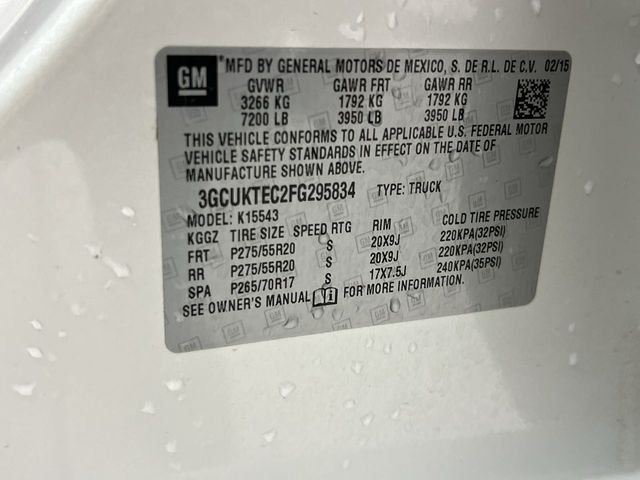 GM
*MFD BY GENERAL MOTORS DE MEXICO, S. DE R.L. DE C.V. 02/15
GVWR GAWR FRT GAWR RR
3266 KG 1792 KG 1792 KG
7200 LB 3950 LB 3950 LB
THIS VEHICLE CONFORMS TO ALL APPLICABLE U.S. FEDERAL MOTOR
VEHICLE SAFETY STANDARDS IN EFFECT ON THE DATE OF
MANUFACTURE SHOWN ABOVE.
3GCUKTEC2FG295834 TYPE: TRUCK
MODEL: K15543
KGGZ TIRE SIZE SPEED RTG RIM COLD TIRE PRESSURE
FRT P275/55R20 S 20X9J 220KPA(32PSI)
RR P275/55R20 S 20X9J 220KPA(32PSI)
SPA P265/70R17 S 17X7.5J 240KPA(35PSI)
SEE OWNER'S MANUAL FOR MORE INFORMATION.